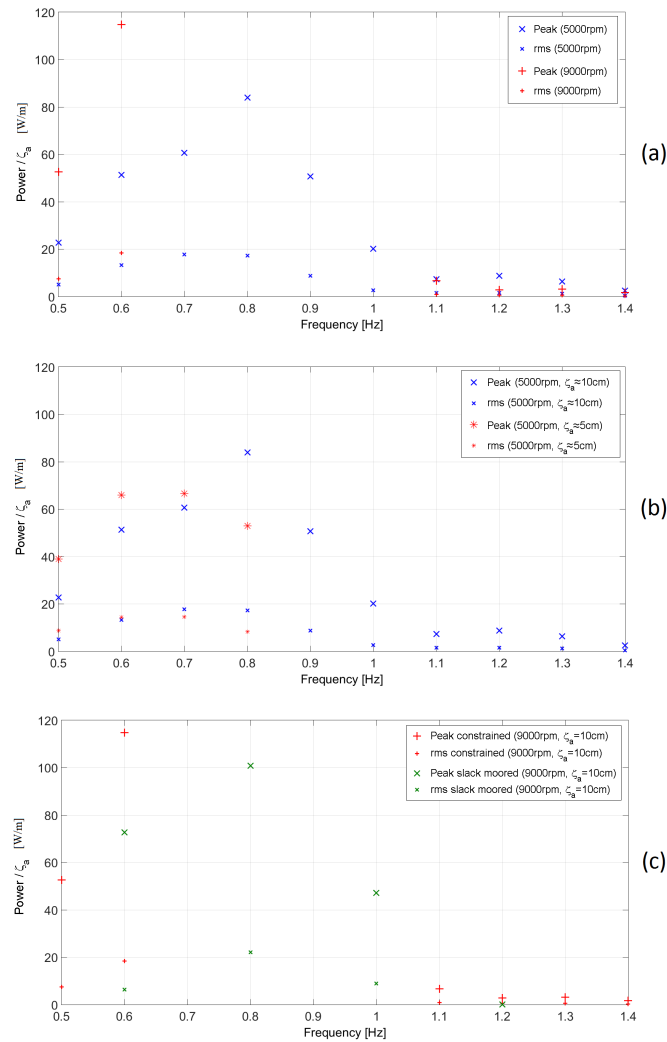 120
100
80
60
40
20
0
Power / ζa [W/m]
Peak (5000rpm)
rms (5000rpm)
Peak (9000rpm)
rms (9000rpm)
(a)
0.5 0.6 0.7 0.8 0.9 1 1.1 1.2 1.3 1.4
Frequency [Hz]
120
100
80
60
40
20
0
Power / ζa [W/m]
Peak (5000rpm, ζa≈10cm)
rms (5000rpm, ζa≈10cm)
Peak (5000rpm, ζa≈5cm)
rms (5000rpm, ζa≈5cm)
(b)
0.5 0.6 0.7 0.8 0.9 1 1.1 1.2 1.3 1.4
Frequency [Hz]
120
100
80
60
40
20
0
Power / ζa [W/m]
Peak constrained (9000rpm, ζa=10cm)
rms constrained (9000rpm, ζa=10cm)
Peak slack moored (9000rpm, ζa=10cm)
rms slack moored (9000rpm, ζa=10cm)
(c)
0.5 0.6 0.7 0.8 0.9 1 1.1 1.2 1.3 1.4
Frequency [Hz]